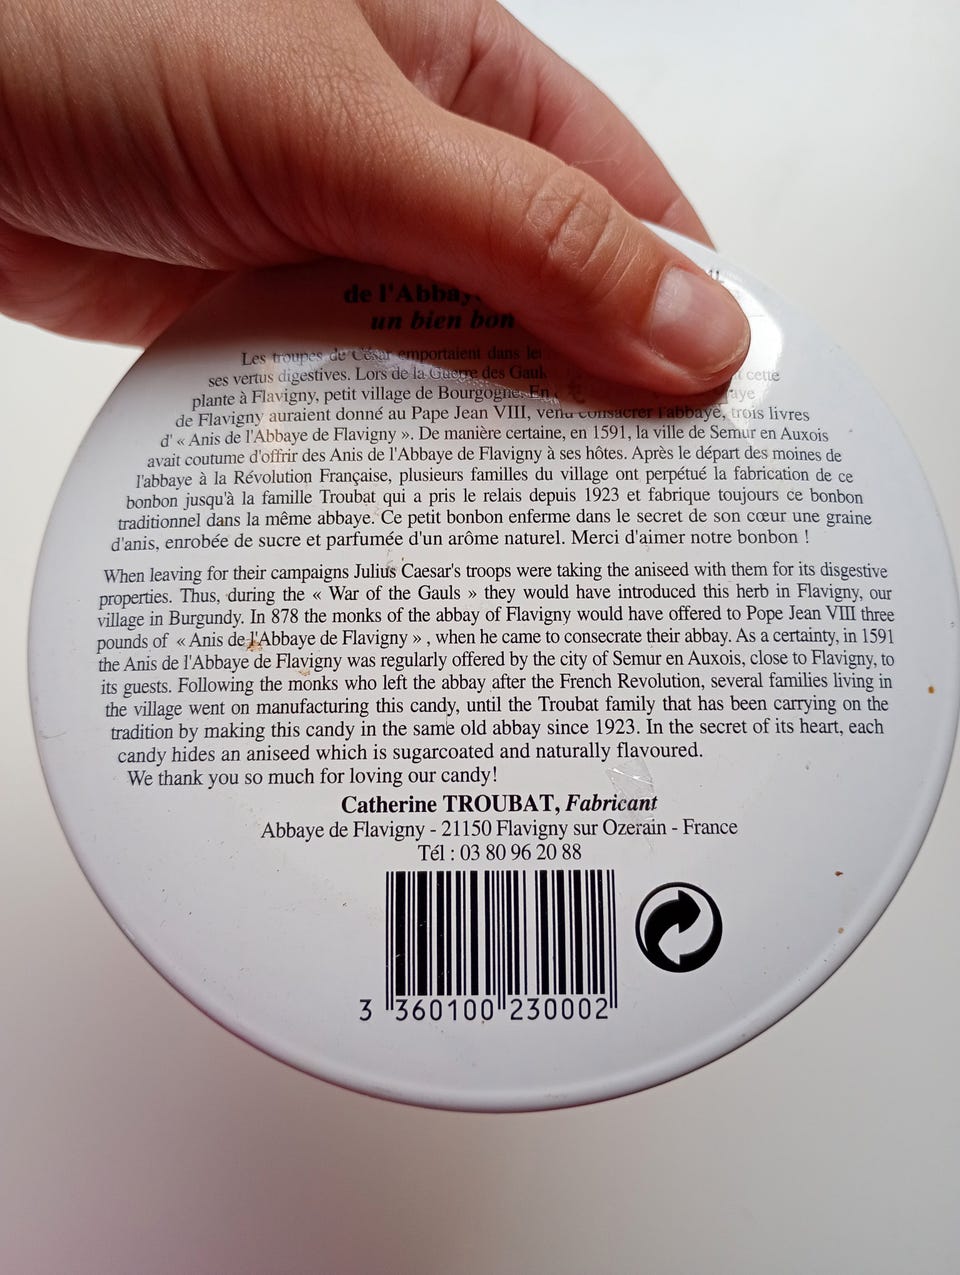 de l'Abbaye
un bien bon
Les troupes de César emportaient dans
ses vertus digestives. Lors de la Guerre des cette
plante à Flavigny, petit village de Bourgogne. En
de Flavigny auraient donné au Pape Jean VIII, venu consacrer l'abbaye, trois livres
d' « Anis de l'Abbaye de Flavigny ». De manière certaine, en 1591, la ville de Semur en Auxois
avait coutume d'offrir des Anis de l'Abbaye de Flavigny à ses hôtes. Après le départ des moines de
l'abbaye à la Révolution Française, plusieurs familles du village ont perpétué la fabrication de ce
bonbon jusqu'à la famille Troubat qui a pris le relais depuis 1923 et fabrique toujours ce bonbon
traditionnel dans la même abbaye. Ce petit bonbon enferme dans le secret de son cœur une graine
d'anis, enrobée de sucre et parfumée d'un arôme naturel. Merci d'aimer notre bonbon !
When leaving for their campaigns Julius Caesar's troops were taking the aniseed with them for its disgestive
properties. Thus, during the « War of the Gauls » they would have introduced this herb in Flavigny, our
village in Burgundy. In 878 the monks of the abbay of Flavigny would have offered to Pope Jean VIII three
pounds of « Anis de l'Abbaye de Flavigny » , when he came to consecrate their abbay. As a certainty, in 1591
the Anis de l'Abbaye de Flavigny was regularly offered by the city of Semur en Auxois, close to Flavigny, to
its guests. Following the monks who left the abbay after the French Revolution, several families living in
the village went on manufacturing this candy, until the Troubat family that has been carrying on the
tradition by making this candy in the same old abbay since 1923. In the secret of its heart, each
candy hides an aniseed which is sugarcoated and naturally flavoured.
We thank you so much for loving our candy!
Catherine TROUBAT, Fabricant
Abbaye de Flavigny - 21150 Flavigny sur Ozerain - France
Tél : 03 80 96 20 88
3 360100 230002